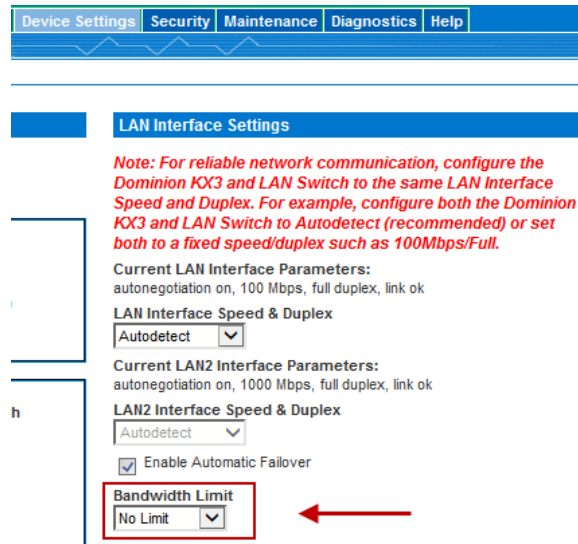 Device Settings Security Maintenance Diagnostics Help
LAN Interface Settings
Note: For reliable network communication, configure the
Dominion KX3 and LAN Switch to the same LAN Interface
Speed and Duplex. For example, configure both the Dominion
KX3 and LAN Switch to Autodetect (recommended) or set
both to a fixed speed/duplex such as 100Mbps/Full.
Current LAN Interface Parameters:
autonegotiation on, 100 Mbps, full duplex, link ok
LAN Interface Speed & Duplex
Autodetect
Current LAN2 Interface Parameters:
autonegotiation on, 1000 Mbps, full duplex, link ok
h
LAN2 Interface Speed & Duplex
Autodetect
Enable Automatic Failover
Bandwidth Limit
No Limit